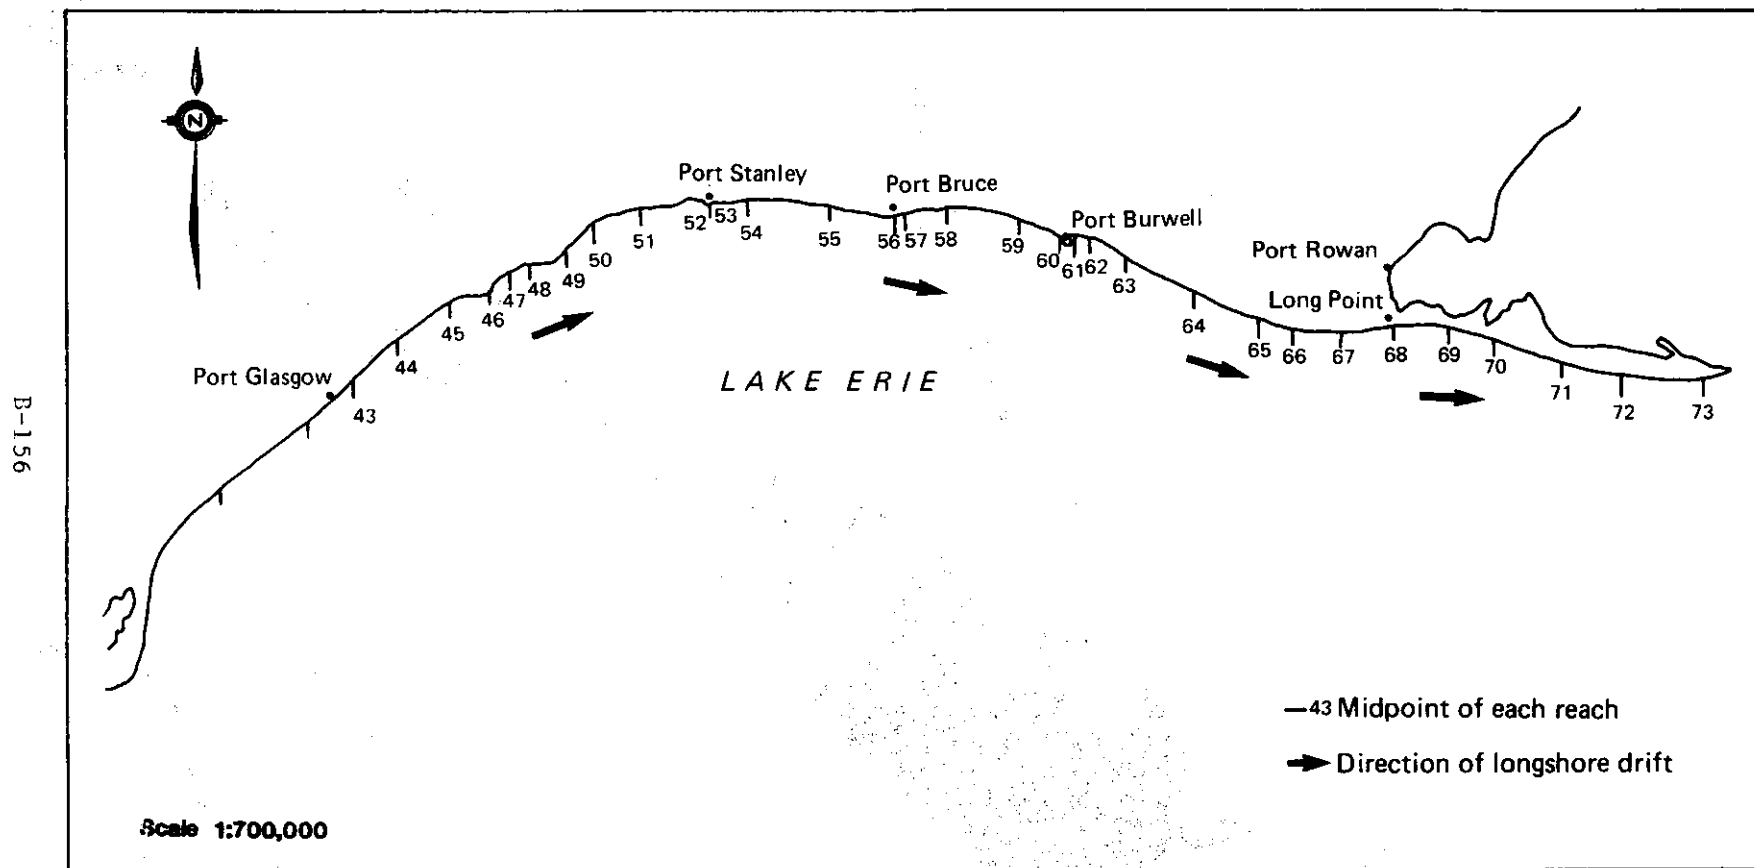 N
Port Stanley
Port Bruce
Port Burwell
Port Rowan
Long Point
Port Glasgow
LAKE ERIE
43
44
45
46
47
48
49
50
51
52
53
54
55
56
57
58
59
60
61
62
63
64
65
66
67
68
69
70
71
72
73
B-156
43 Midpoint of each reach
Direction of longshore drift
Scale 1:700,000